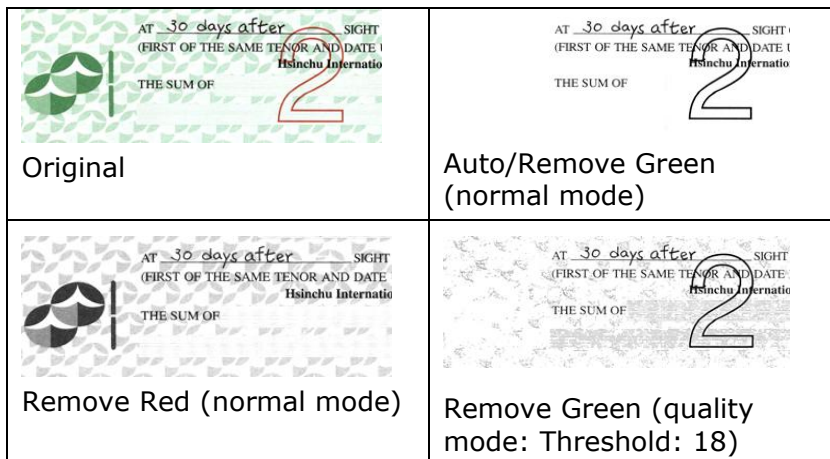 AT 30 days after SIGHT
(FIRST OF THE SAME TENOR AND DATE U
Hsinchu Internatio
THE SUM OF
2
Original
AT 30 days after SIGHT
(FIRST OF THE SAME TENOR AND DATE U
Hsinchu Internatio
THE SUM OF
2
Auto/Remove Green
(normal mode)
AT 30 days after SIGHT
(FIRST OF THE SAME TENOR AND DATE
Hsinchu Internatio
THE SUM OF
Remove Red (normal mode)
AT 30 days after SIGHT
(FIRST OF THE SAME TENOR AND DATE
Hsinchu Internatio
THE SUM OF
2
Remove Green (quality
mode: Threshold: 18)